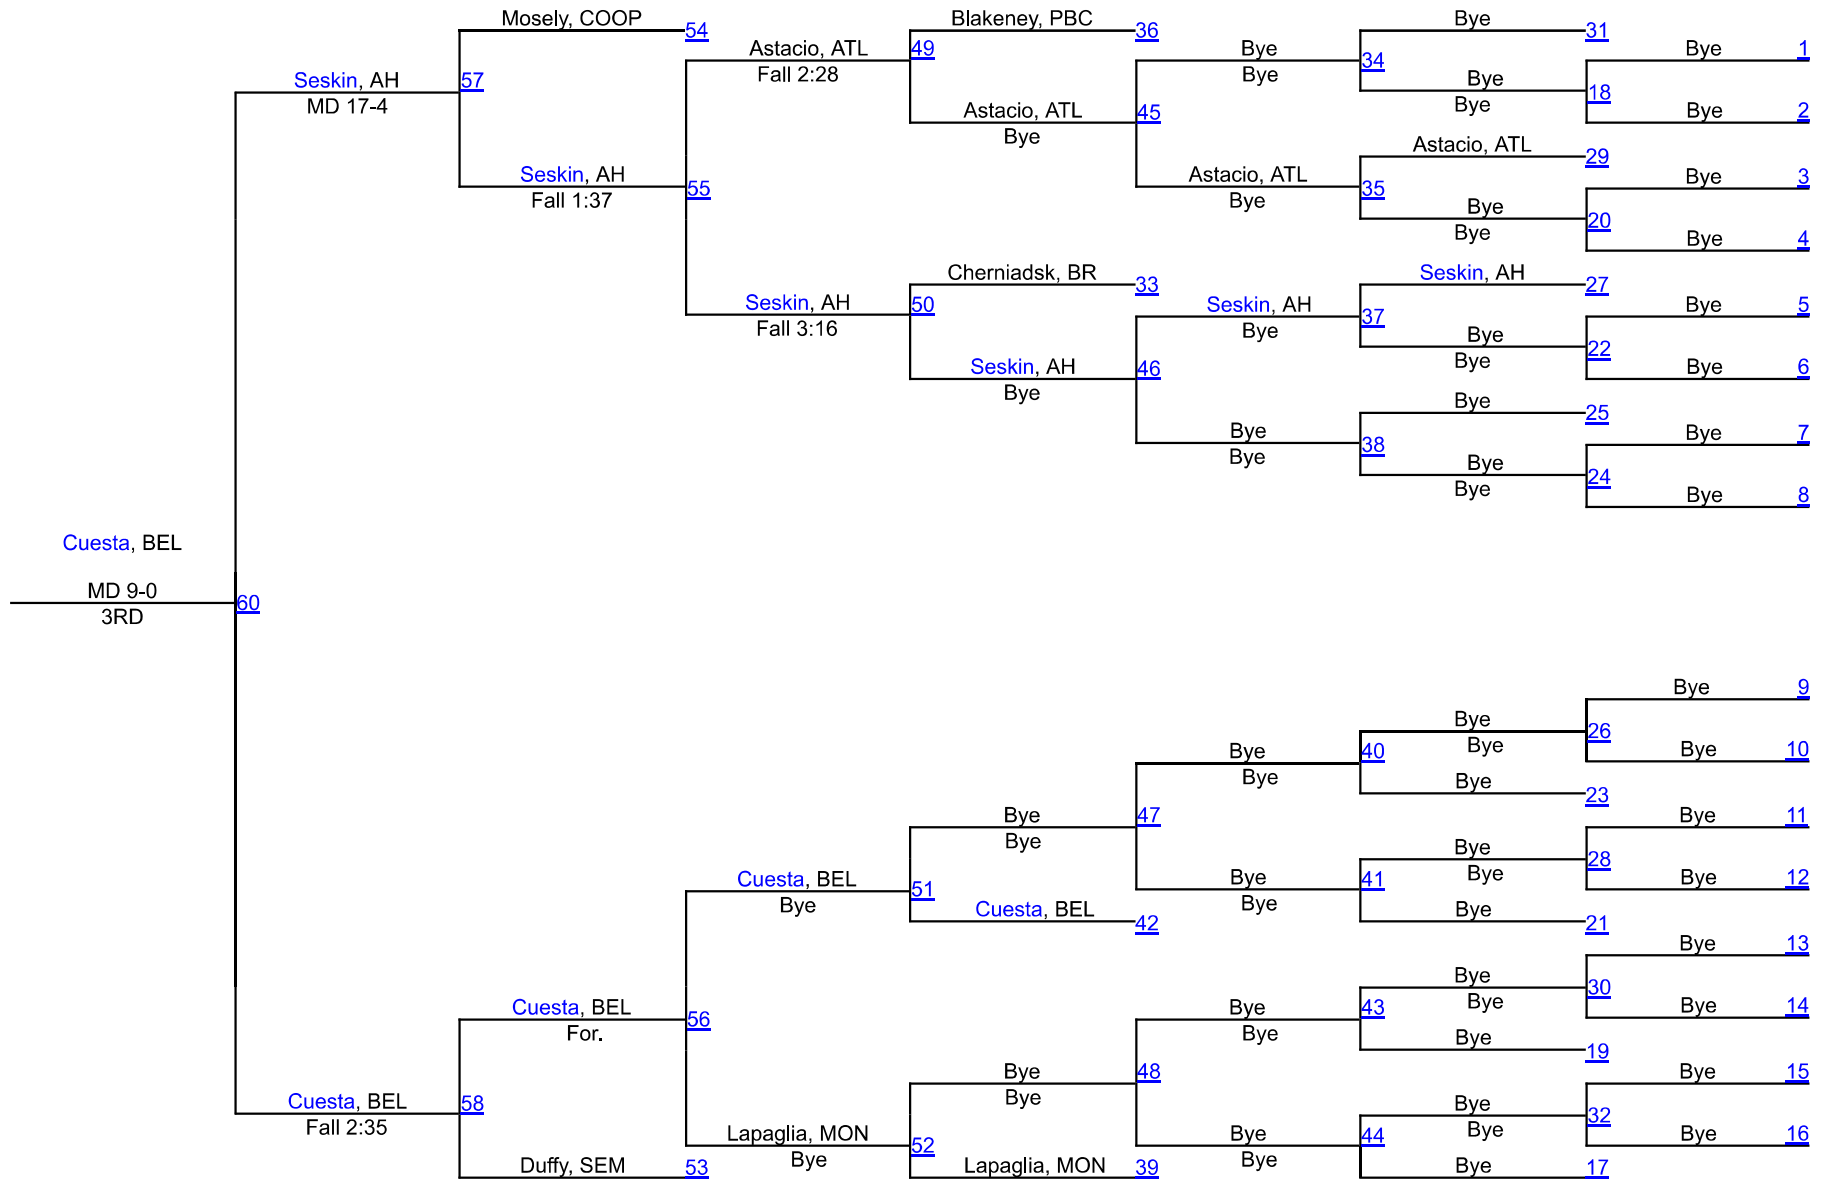 Mosely, COOP 54 Blakeney, PBC 36 Bye 31
Astacio, ATL 49 Bye 34 Bye 1
Seskin, AH 57 Fall 2:28 Bye Bye 18
MD 17-4 Astacio, ATL 45 Bye Bye 2
Bye Astacio, ATL 29
Seskin, AH 55 Astacio, ATL 35 Bye 3
Fall 1:37 Bye Bye 20
Bye Bye 4
Cherniadsk, BR 33 Seskin, AH 27
Seskin, AH 50 Seskin, AH 37 Bye 5
Fall 3:16 Bye Bye 22
Seskin, AH 46 Bye Bye 6
Bye Bye 25
Bye 38 Bye 7
Bye Bye 24
Bye Bye 8
Cuesta, BEL
MD 9-0 60
3RD
Bye 9
Bye 26
Bye 40 Bye Bye 10
Bye Bye 23
Bye 47 Bye 11
Bye Bye 28
Cuesta, BEL 51 Bye 41 Bye Bye 12
Bye Cuesta, BEL 42 Bye Bye 21
Bye 13
Bye 30
Cuesta, BEL 56 Bye 43 Bye Bye 14
For. Bye Bye 19
Bye 48 Bye 15
Cuesta, BEL 58 Bye Bye 32
Fall 2:35 Lapaglia, MON 52 Bye 44 Bye Bye 16
Duffy, SEM 53 Bye Lapaglia, MON 39 Bye Bye 17